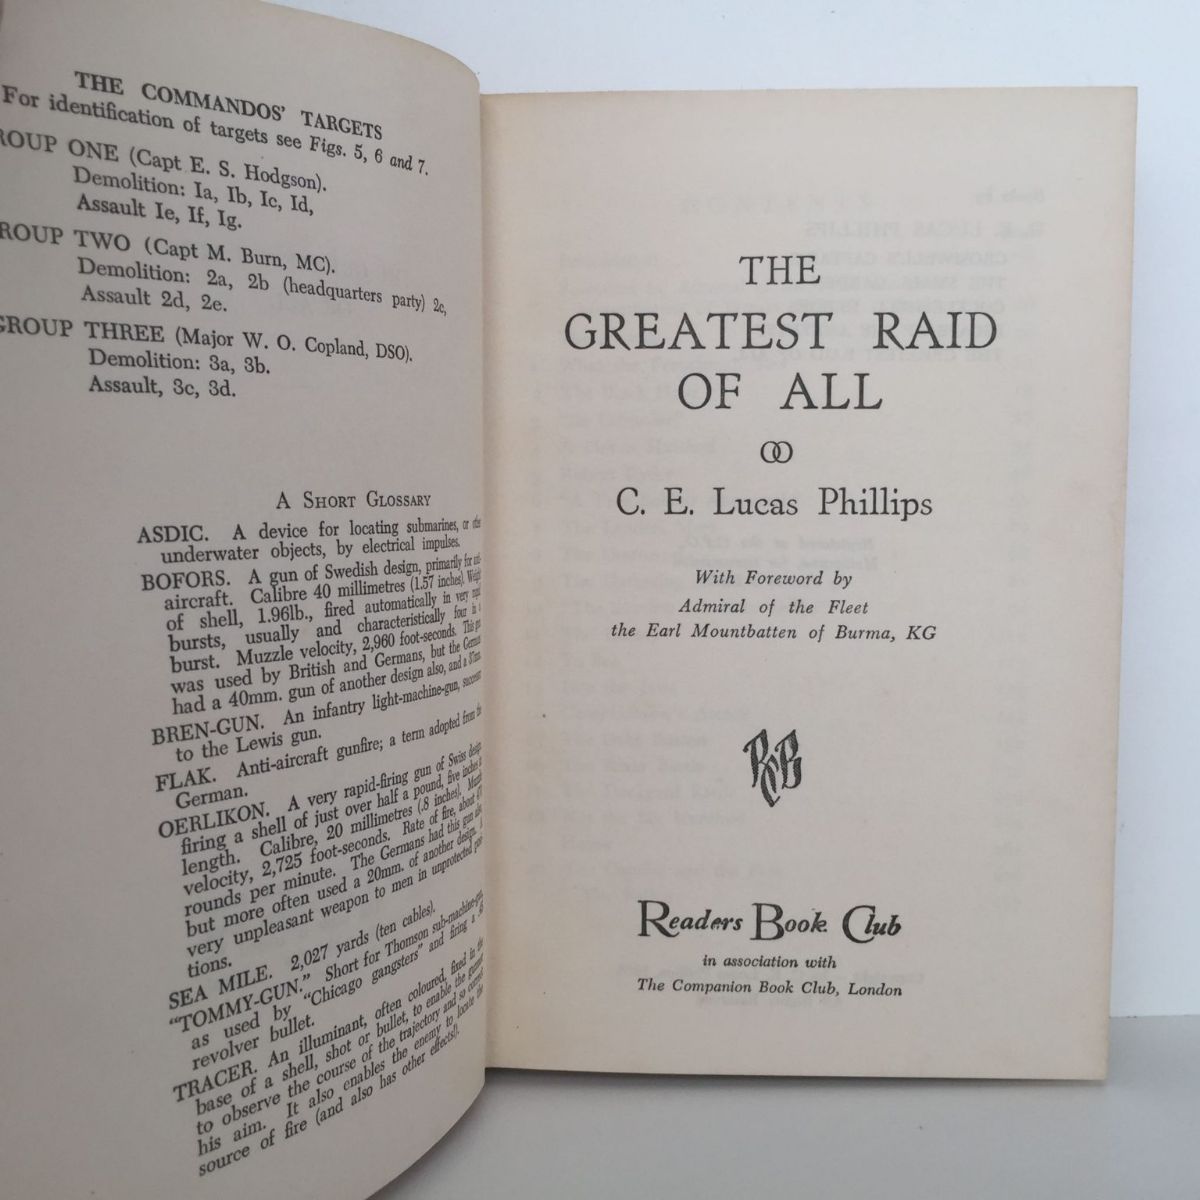 THE COMMANDOS' TARGETS
For identification of targets see Figs. 5, 6 and 7.
ROUP ONE (Capt E. S. Hodgson).
Demolition: Ia, Ib, Ic, Id,
Assault Ie, If, Ig.
ROUP TWO (Capt M. Burn, MC).
Demolition: 2a, 2b (headquarters party) 2c,
Assault 2d, 2e.
GROUP THREE (Major W. O. Copland, DSO).
Demolition: 3a, 3b.
Assault, 3c, 3d.
A SHORT GLOSSARY
ASDIC. A device for locating submarines, or other
underwater objects, by electrical impulses.
BOFORS. A gun of Swedish design, primarily for anti-
aircraft. Calibre 40 millimetres (1.57 inches). Weight
of shell, 1.96lb., fired automatically in very rapid
bursts, usually and characteristically four in a
burst. Muzzle velocity, 2,960 foot-seconds. This gun
was used by British and Germans, but the Germans
had a 40mm. gun of another design also, and a 37mm.
BREN-GUN. An infantry light-machine-gun, successor
to the Lewis gun.
FLAK. Anti-aircraft gunfire; a term adopted from the
German.
OERLIKON. A very rapid-firing gun of Swiss design
firing a shell of just over half a pound, five inches in
length. Calibre, 20 millimetres (.8 inches). Muzzle
velocity, 2,725 foot-seconds. Rate of fire, about
rounds per minute. The Germans had this gun also
but more often used a 20mm. of another design.
very unpleasant weapon to men in unprotected posi-
tions.
SEA MILE. 2,027 yards (ten cables).
"TOMMY-GUN." Short for Thomson sub-machine-gun,
as used by "Chicago gangsters" and firing a
revolver bullet.
TRACER. An illuminant, often coloured, fixed in the
base of a shell, shot or bullet, to enable the gunner
to observe the course of the trajectory and so correct
his aim. It also enables the enemy to locate the
source of fire (and also has other effects!).
THE
GREATEST RAID
OF ALL
C. E. Lucas Phillips
With Foreword by
Admiral of the Fleet
the Earl Mountbatten of Burma, KG
RBC
Readers Book Club
in association with
The Companion Book Club, London